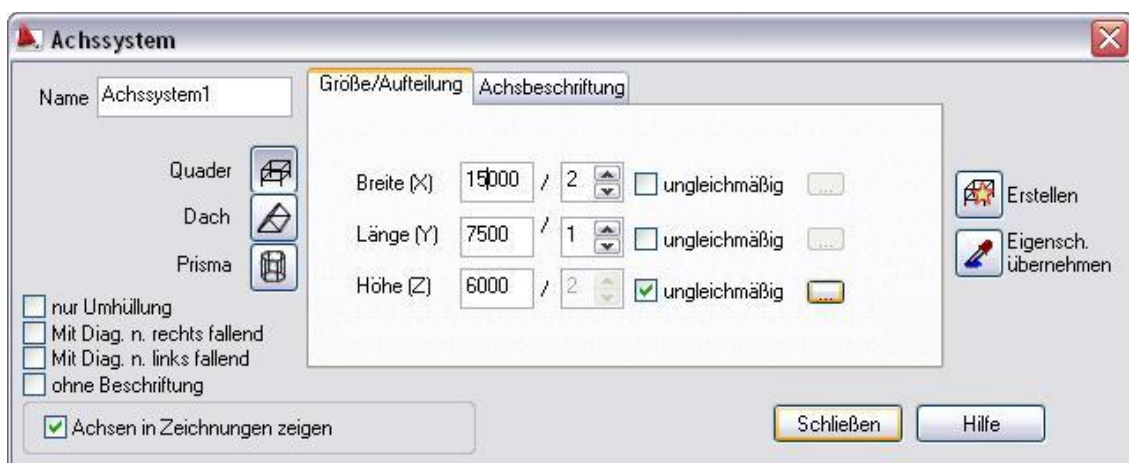 Achssystem
Name Achssystem1
Größe/Aufteilung Achsbeschriftung
Quader
Dach
Prisma
Breite (X) 15000 / 2 ungleichmäßig ...
Länge (Y) 7500 / 1 ungleichmäßig ...
Höhe (Z) 6000 / 2 ungleichmäßig ...
Erstellen
Eigensch.
übernehmen
nur Umhüllung
Mit Diag. n. rechts fallend
Mit Diag. n. links fallend
ohne Beschriftung
Achsen in Zeichnungen zeigen
Schließen Hilfe